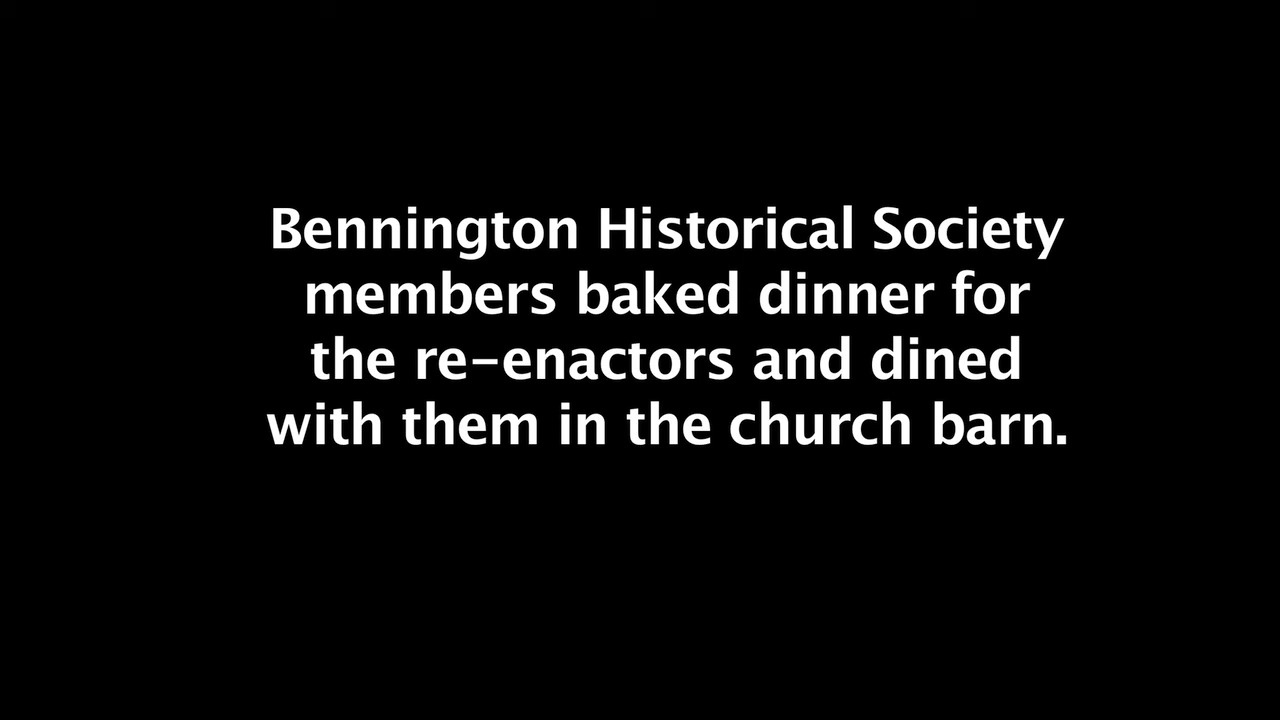 Bennington Historical Society
members baked dinner for
the re-enactors and dined
with them in the church barn.